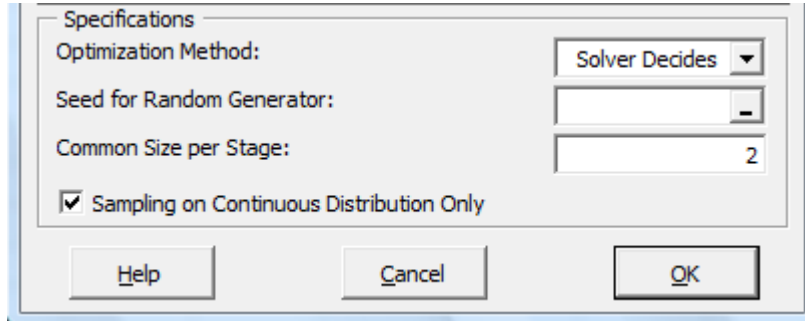 Specifications
Optimization Method: Solver Decides
Seed for Random Generator:
Common Size per Stage: 2
Sampling on Continuous Distribution Only
Help Cancel OK